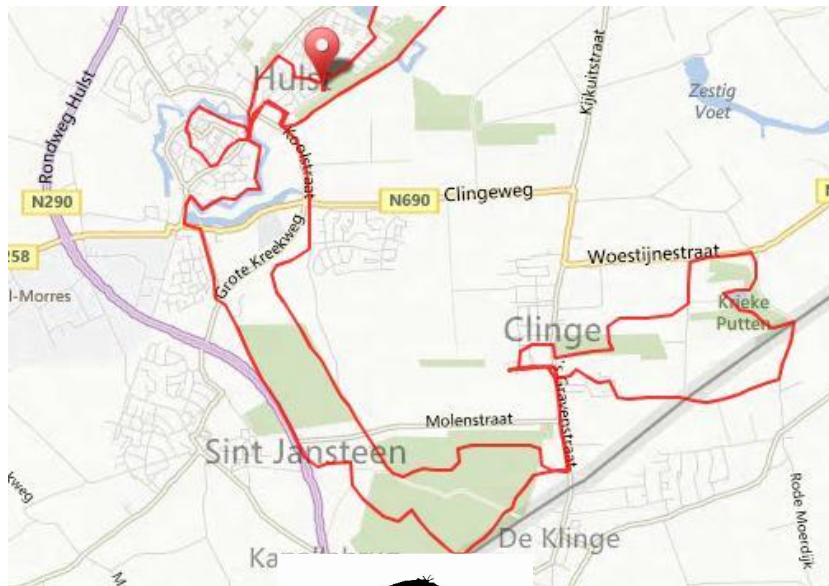 Hulst
Rondweg Hulst
Koolstraat
Kijkuitstraat
Zestig
Voet
N290
N690
Clingeweg
258
Grote Kreekweg
Woestijnestraat
Krieke
Putten
Clinge
's Gravenstraat
Molenstraat
Sint Jansteen
De Klinge
Rode Moerdijk